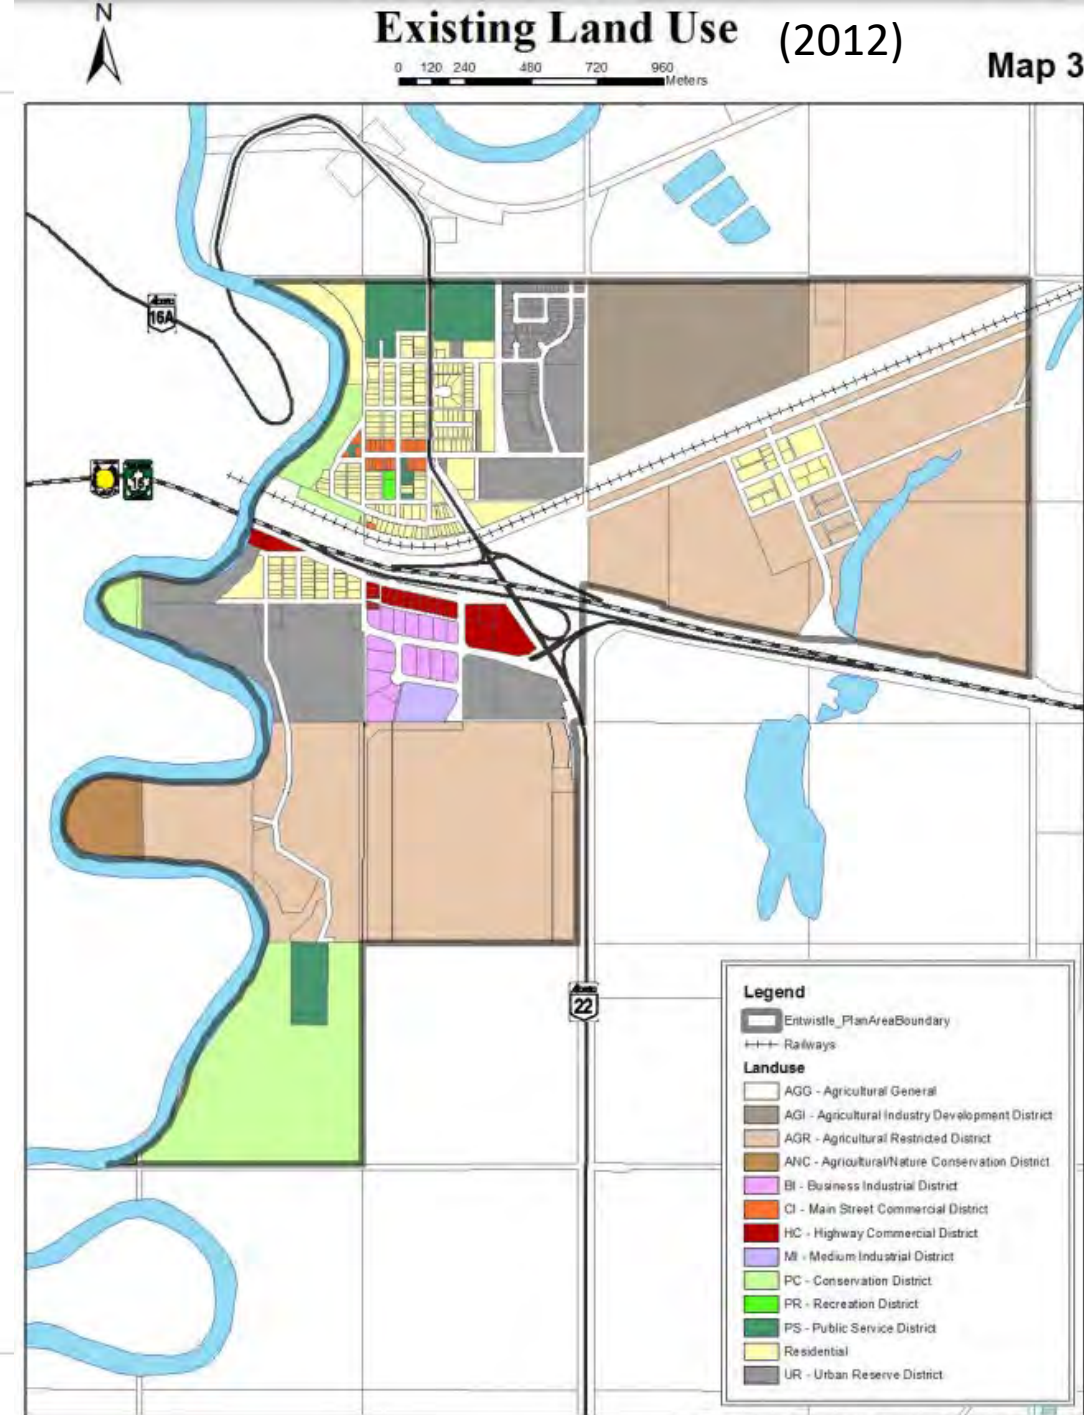 N
Existing Land Use (2012)
Map 3
0 120 240 480 720 960
Meters
16A
16
22
Legend
Entwistle_PlanAreaBoundary
Railways
Landuse
AGG - Agricultural General
AGI - Agricultural Industry Development District
AGR - Agricultural Restricted District
ANC - Agricultural/Nature Conservation District
BI - Business Industrial District
CI - Main Street Commercial District
HC - Highway Commercial District
MI - Medium Industrial District
PC - Conservation District
PR - Recreation District
PS - Public Service District
Residential
UR - Urban Reserve District